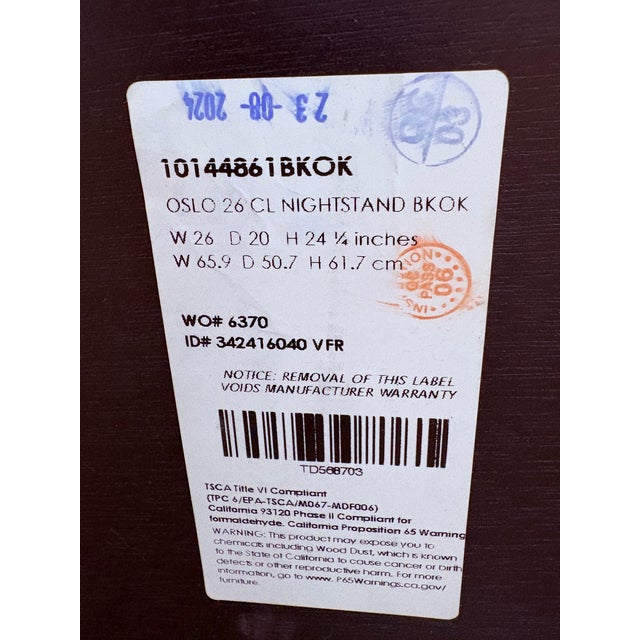 23-08-2024
QC
03
10144861BKOK
OSLO 26 CL NIGHTSTAND BKOK
W 26 D 20 H 24 ¼ inches
W 65.9 D 50.7 H 61.7 cm
QC
PASS
06
WO# 6370
ID# 342416040 VFR
NOTICE: REMOVAL OF THIS LABEL
VOIDS MANUFACTURER WARRANTY
TD568703
TSCA Title VI Compliant
(TPC 6/EPA-TSCA/M067-MDF006)
California 93120 Phase II Compliant for
formaldehyde. California Proposition 65 Warning
WARNING: This product may expose you to
chemicals including Wood Dust, which is known
to the State of California to cause cancer or birth
defects or other reproductive harm. For more
information, go to www. P65Warnings.ca.gov/
furniture.